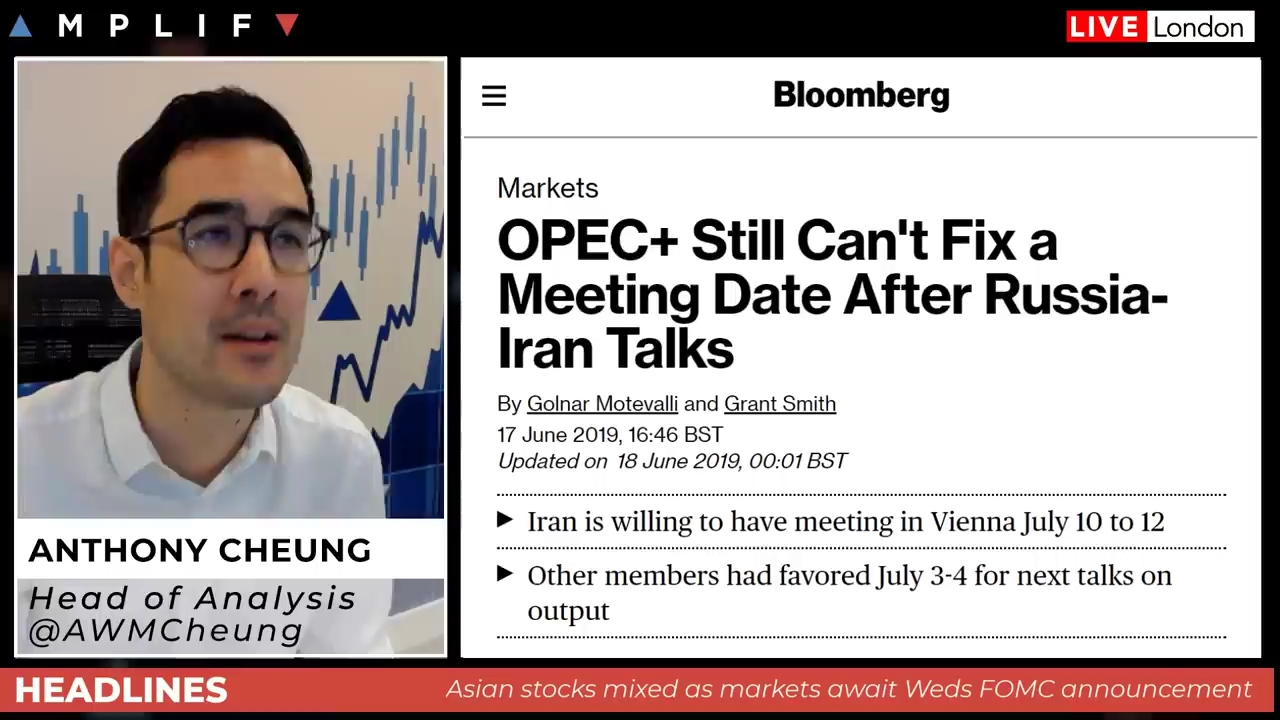 ▲ M P L I F ▼
LIVE London
Bloomberg
Markets
OPEC+ Still Can't Fix a
Meeting Date After Russia-
Iran Talks
By Golnar Motevalli and Grant Smith
17 June 2019, 16:46 BST
Updated on 18 June 2019, 00:01 BST
Iran is willing to have meeting in Vienna July 10 to 12
Other members had favored July 3-4 for next talks on
output
ANTHONY CHEUNG
Head of Analysis
@AWMCheung
HEADLINES
Asian stocks mixed as markets await Weds FOMC announcement